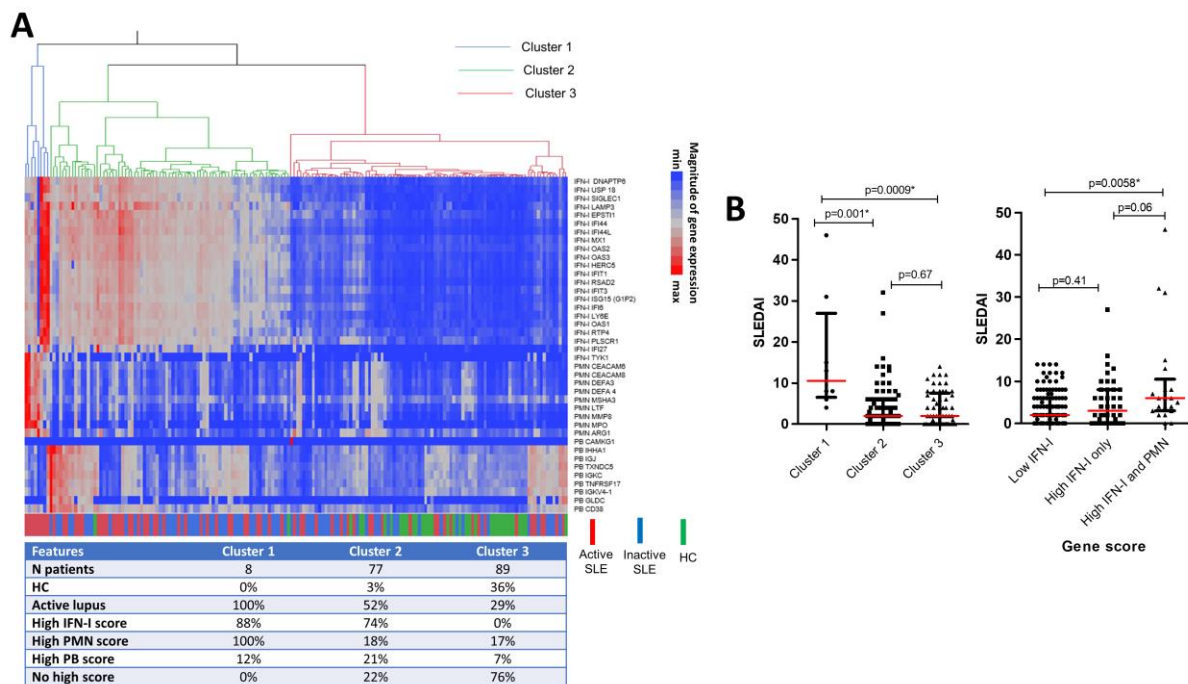 A
Cluster 1
Cluster 2
Cluster 3
min
Magnitude of gene expression
max
IFN-I DNAPTP6
IFN-I USP 18
IFN-I SIGLEC1
IFN-I LAMP3
IFN-I EPSTI1
IFN-I IFI44
IFN-I IFI44L
IFN-I MX1
IFN-I OAS2
IFN-I OAS3
IFN-I HERC5
IFN-I IFIT1
IFN-I RSAD2
IFN-I IFIT3
IFN-I ISG15 (G1P2)
IFN-I IFI6
IFN-I LY6E
IFN-I OAS1
IFN-I RTP4
IFN-I PLSCR1
IFN-I IFI27
IFN-I TYK1
PMN CEACAM6
PMN CEACAM8
PMN DEFA3
PMN DEFA 4
PMN MSHA3
PMN LTF
PMN MMP8
PMN MPO
PMN ARG1
PB CAMKG1
PB IHHA1
PB IGJ
PB TXNDC5
PB IGKC
PB TNFRSF17
PB IGKV4-1
PB GLDC
PB CD38
Active SLE
Inactive SLE
HC
Features Cluster 1 Cluster 2 Cluster 3
N patients 8 77 89
HC 0% 3% 36%
Active lupus 100% 52% 29%
High IFN-I score 88% 74% 0%
High PMN score 100% 18% 17%
High PB score 12% 21% 7%
No high score 0% 22% 76%
B
p=0.0009*
p=0.001*
p=0.67
SLEDAI
50
40
30
20
10
0
Cluster 1
Cluster 2
Cluster 3
p=0.0058*
p=0.06
p=0.41
SLEDAI
50
40
30
20
10
0
Low IFN-I
High IFN-I only
High IFN-I and PMN
Gene score